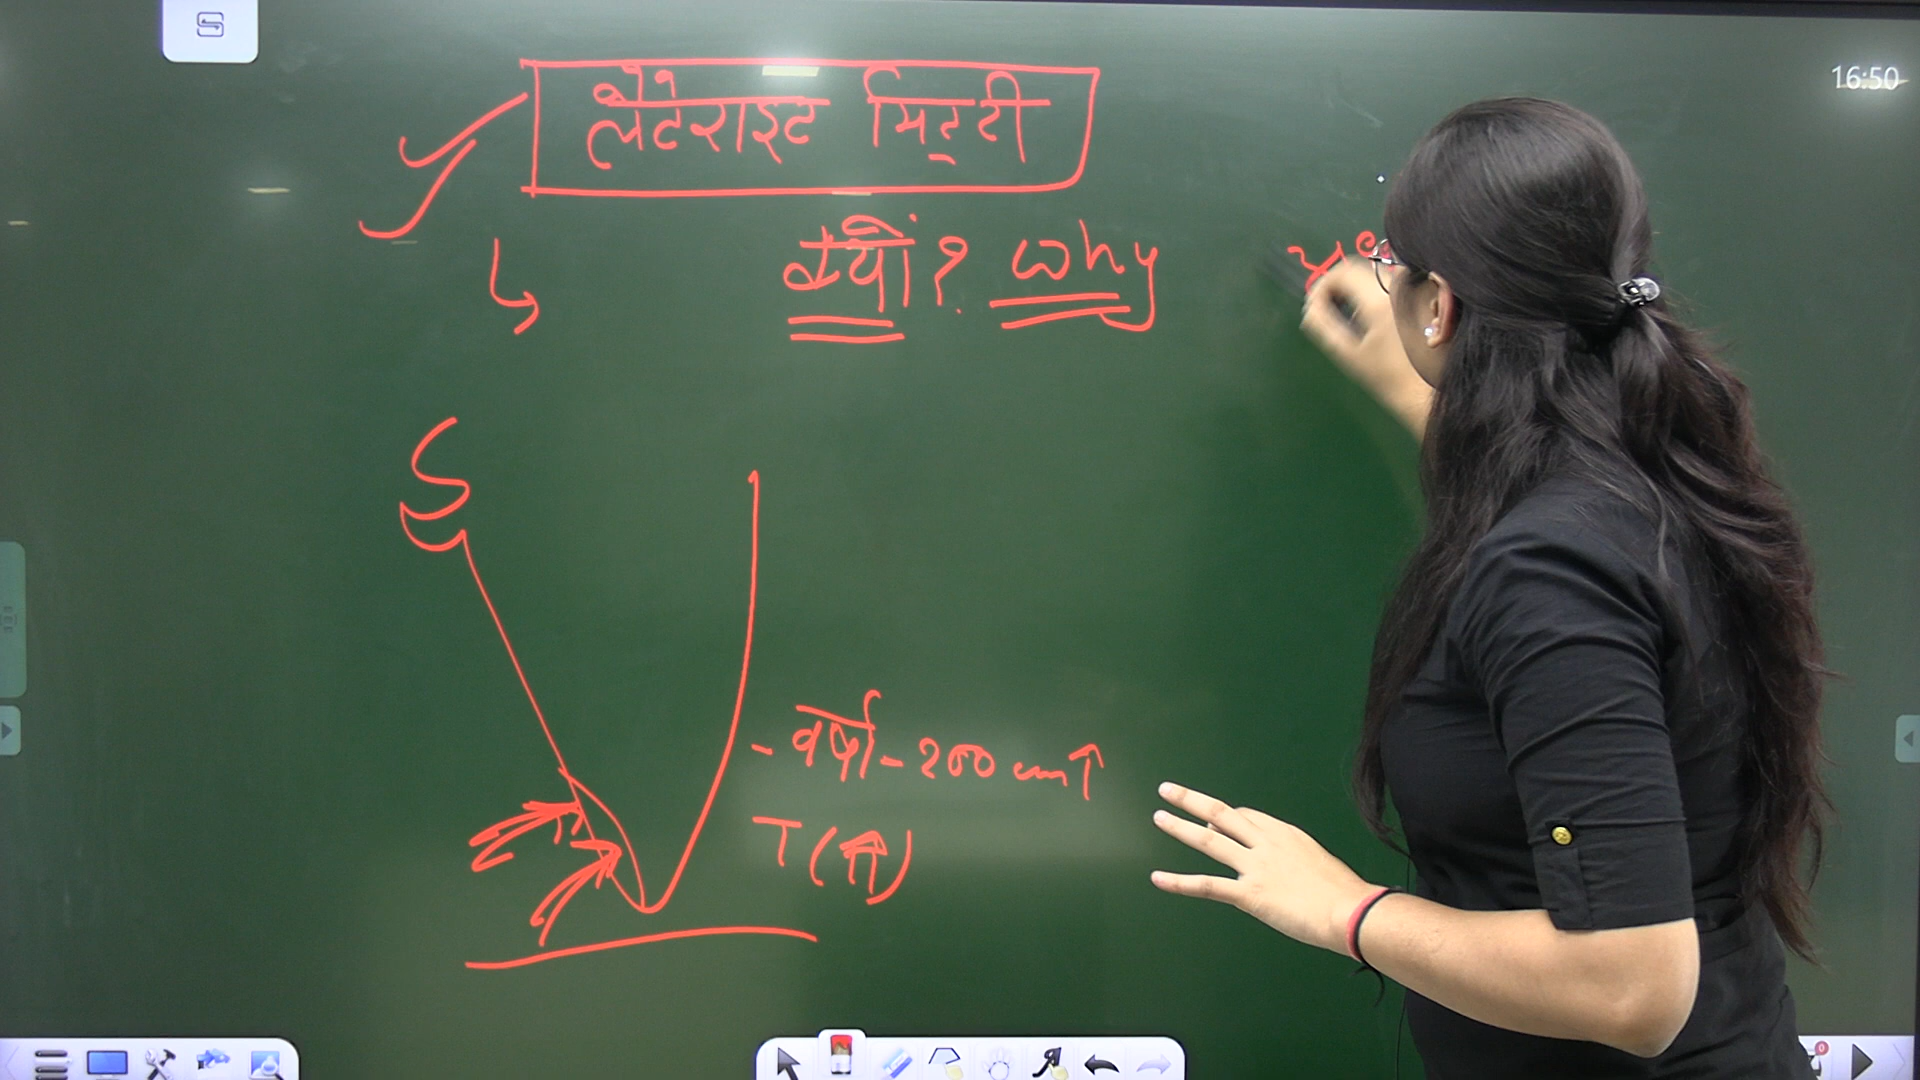 16:50
लेटेराइट मिट्टी
क्यों? why
- वर्षा - 200 cm↑
T (↑)